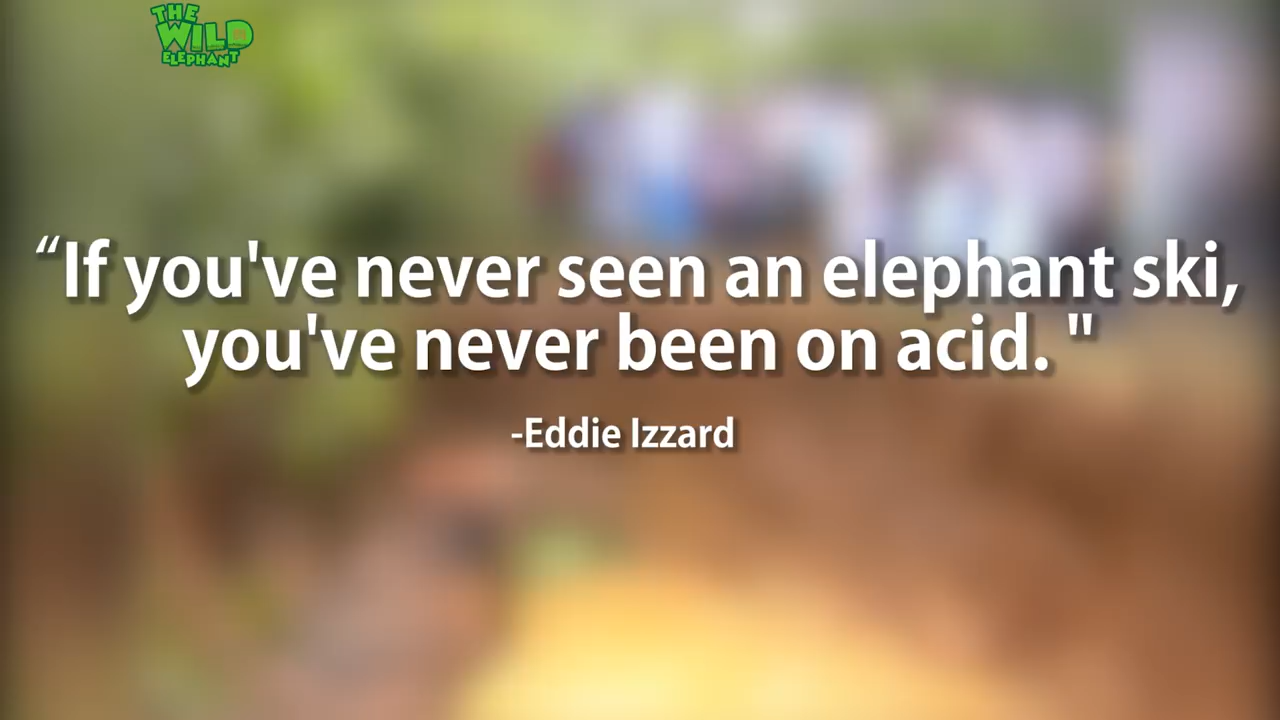 THE
WILD
ELEPHANT
“If you've never seen an elephant ski,
you've never been on acid. "
-Eddie Izzard